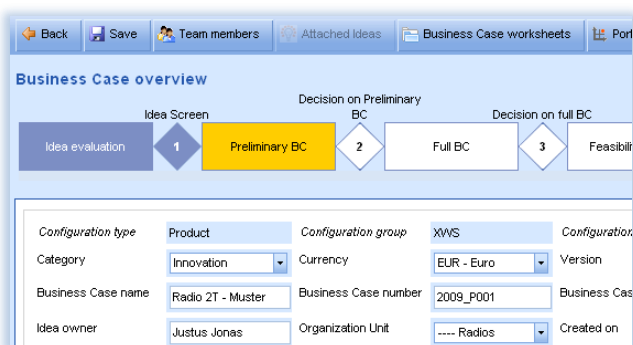 Back Save Team members Attached Ideas Business Case worksheets
Business Case overview
Decision on Preliminary
Idea Screen BC Decision on full BC
Idea evaluation 1 Preliminary BC 2 Full BC 3
Configuration type Product Configuration group XWS Configuration
Category Innovation Currency EUR - Euro Version
Business Case name Radio 2T - Muster Business Case number 2009_P001 Business
Idea owner Justus Jonas Organization Unit ---- Radios Created on